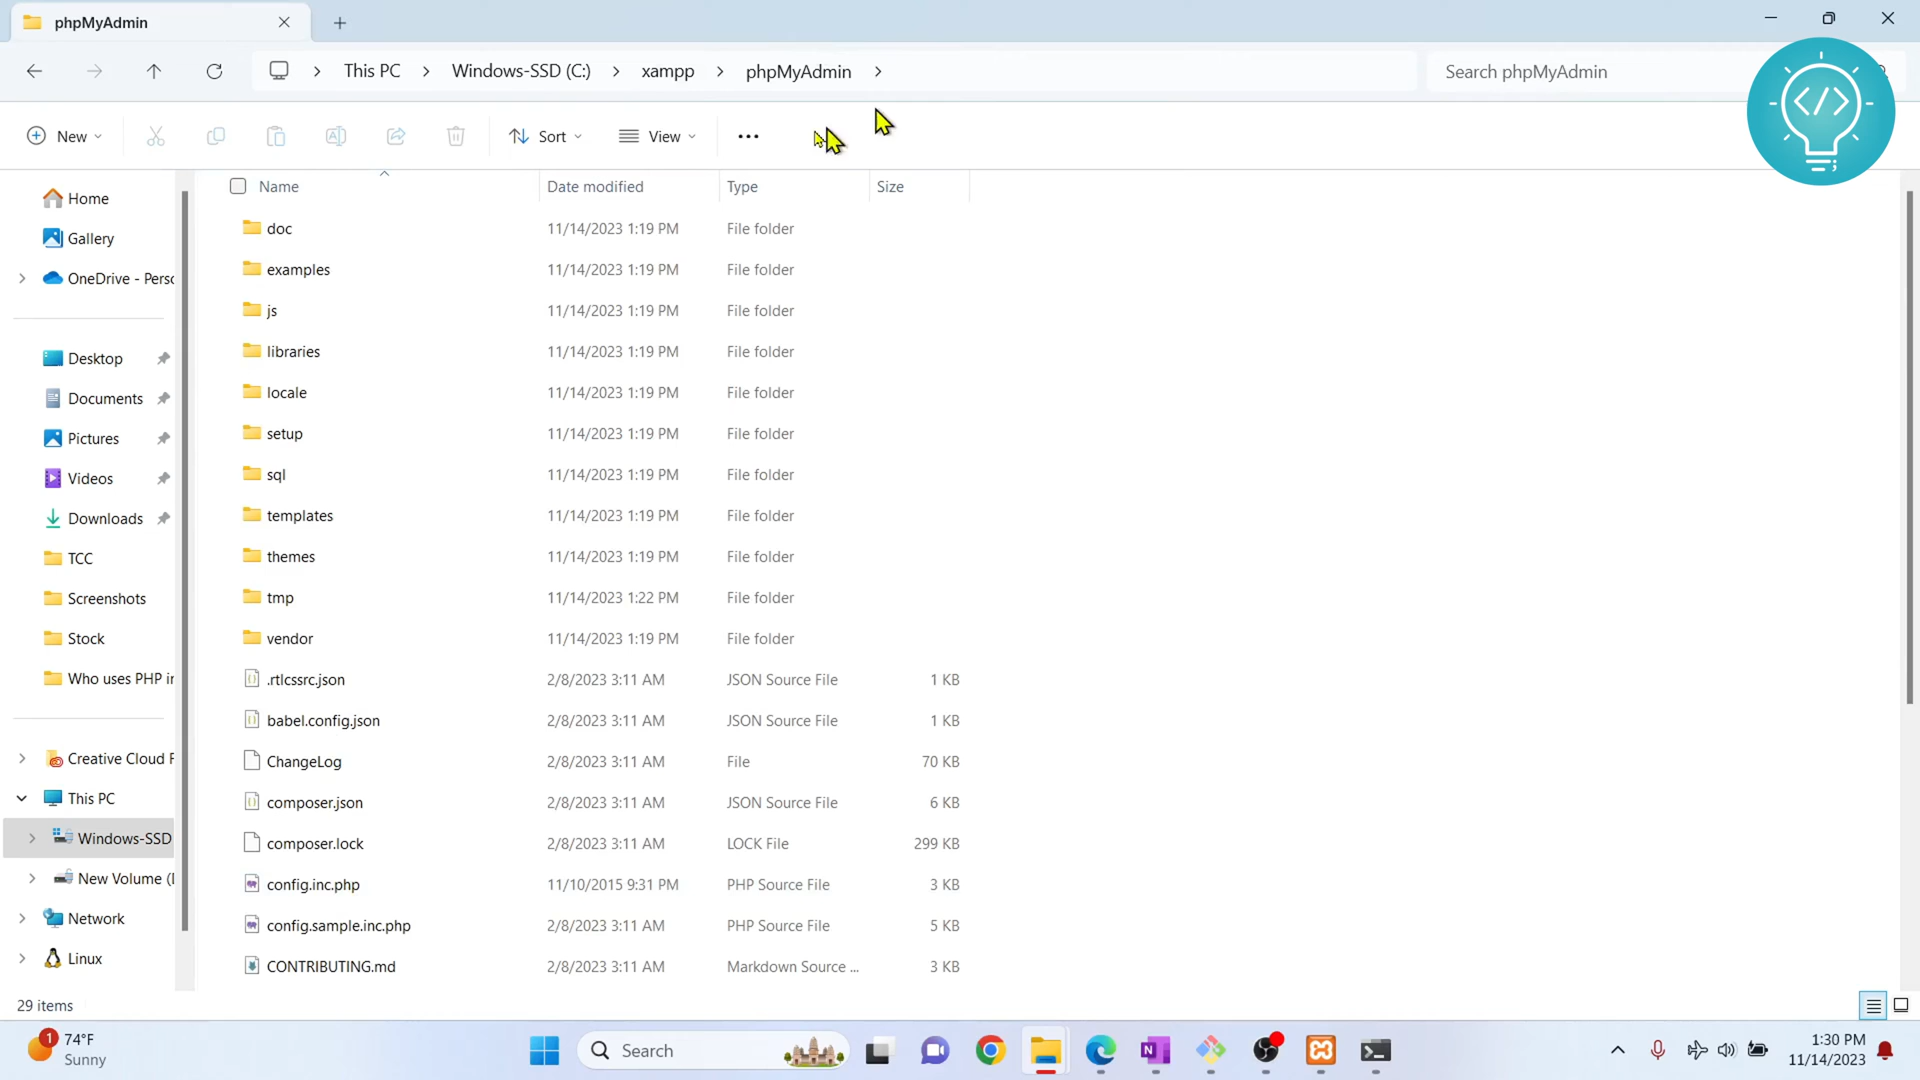 phpMyAdmin
This PC > Windows-SSD (C:) > xampp > phpMyAdmin >
Search phpMyAdmin
New
Sort
View
...
</>
;
Name Date modified Type Size
Home
Gallery
OneDrive - Perso
Desktop
Documents
Pictures
Videos
Downloads
TCC
Screenshots
Stock
Who uses PHP in
Creative Cloud F
This PC
Windows-SSD
New Volume (I
Network
Linux
doc 11/14/2023 1:19 PM File folder
examples 11/14/2023 1:19 PM File folder
js 11/14/2023 1:19 PM File folder
libraries 11/14/2023 1:19 PM File folder
locale 11/14/2023 1:19 PM File folder
setup 11/14/2023 1:19 PM File folder
sql 11/14/2023 1:19 PM File folder
templates 11/14/2023 1:19 PM File folder
themes 11/14/2023 1:19 PM File folder
tmp 11/14/2023 1:22 PM File folder
vendor 11/14/2023 1:19 PM File folder
.rtlcssrc.json 2/8/2023 3:11 AM JSON Source File 1 KB
babel.config.json 2/8/2023 3:11 AM JSON Source File 1 KB
ChangeLog 2/8/2023 3:11 AM File 70 KB
composer.json 2/8/2023 3:11 AM JSON Source File 6 KB
composer.lock 2/8/2023 3:11 AM LOCK File 299 KB
config.inc.php 11/10/2015 9:31 PM PHP Source File 3 KB
config.sample.inc.php 2/8/2023 3:11 AM PHP Source File 5 KB
CONTRIBUTING.md 2/8/2023 3:11 AM Markdown Source ... 3 KB
29 items
1
74°F
Sunny
Search
1:30 PM
11/14/2023